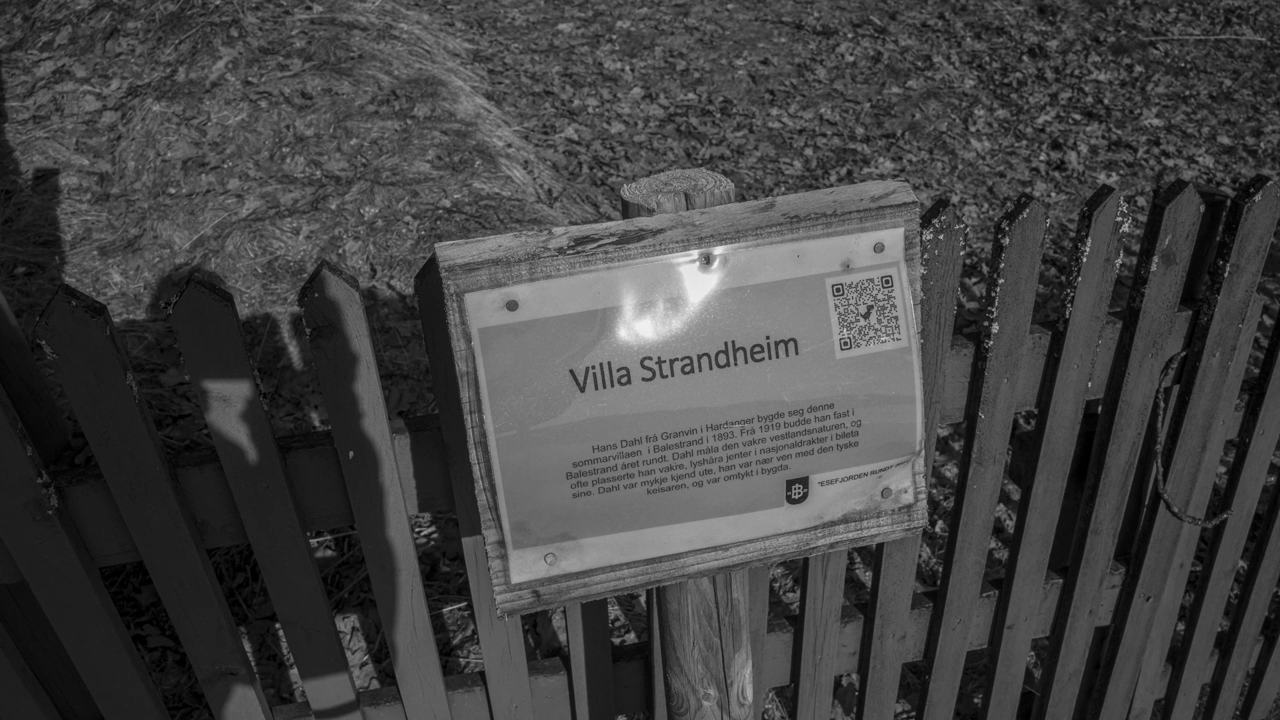 Villa Strandheim
Hans Dahl frå Granvin i Hardanger bygde seg denne
sommarvillaen i Balestrand i 1893. Frå 1919 budde han fast i
Balestrand året rundt. Dahl måla den vakre vestlandsnaturen, og
ofte plasserte han vakre, lyshåra jenter i nasjonaldrakter i bileta
sine. Dahl var mykje kjend ute, han var nær ven med den tyske
keisaren, og var omtykt i bygda.
"ESEFJORDEN RUNDT